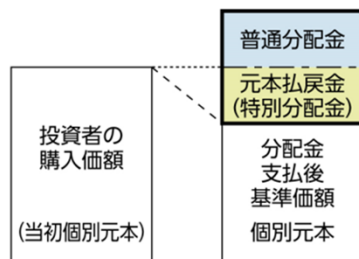 普通分配金
元本払戻金
(特別分配金)
投資者の
購入価額
(当初個別元本)
分配金
支払後
基準価額
個別元本